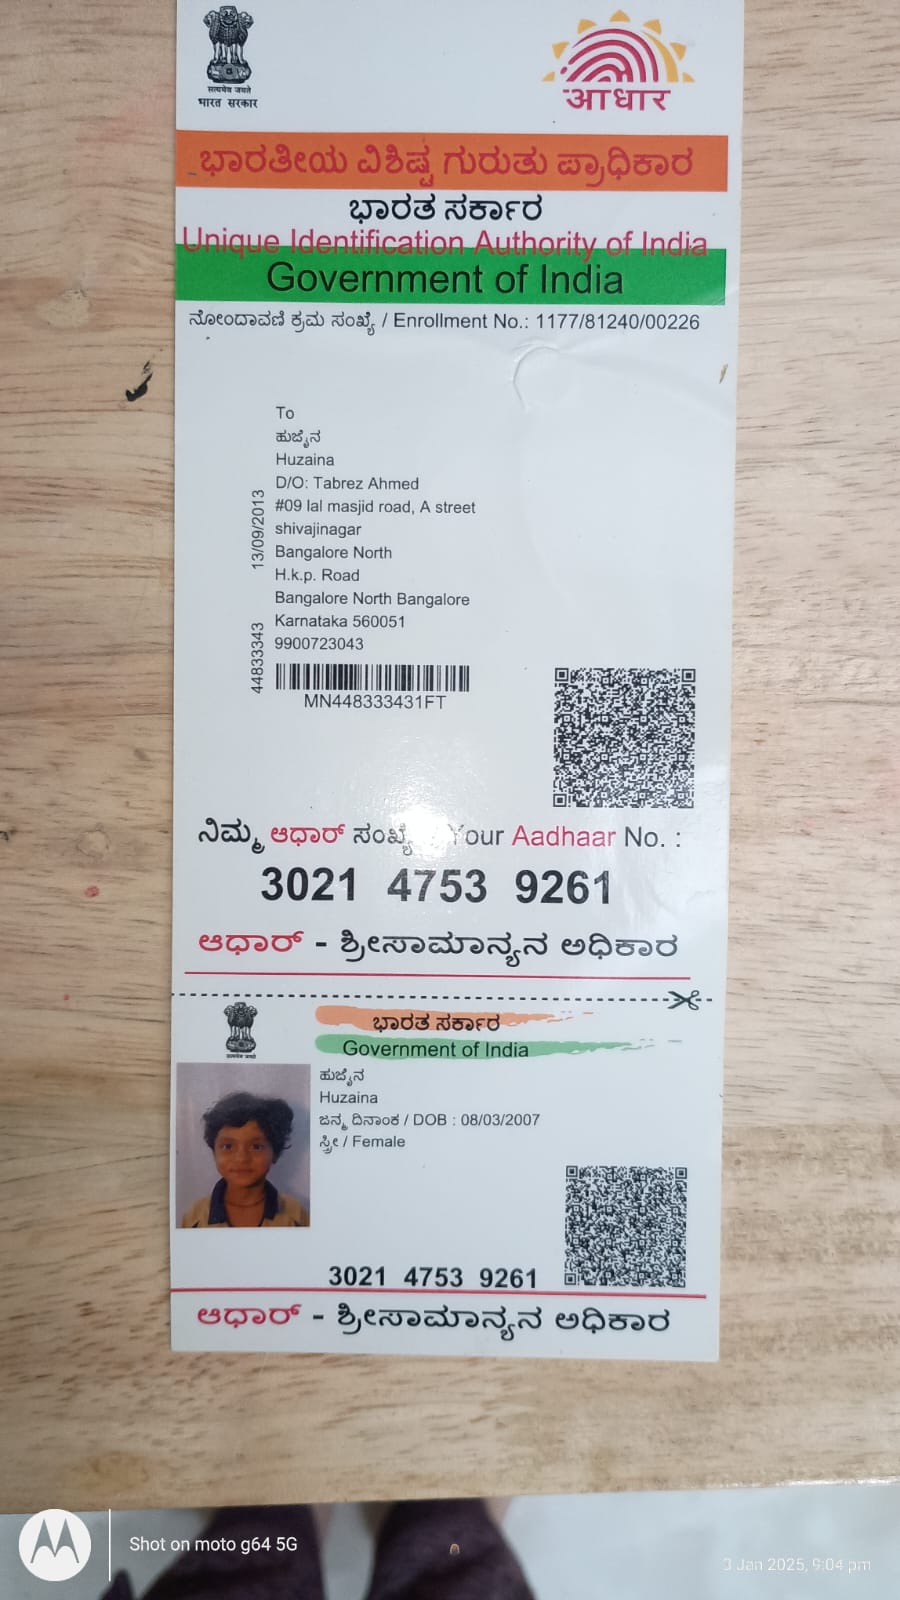 सत्यमेव जयते
भारत सरकार
आधार
ಭಾರತೀಯ ವಿಶಿಷ್ಟ ಗುರುತು ಪ್ರಾಧಿಕಾರ
ಭಾರತ ಸರ್ಕಾರ
Unique Identification Authority of India
Government of India
ನೋಂದಾವಣಿ ಕ್ರಮ ಸಂಖ್ಯೆ / Enrollment No.: 1177/81240/00226
To
ಹುಜೈನ
Huzaina
D/O: Tabrez Ahmed
#09 lal masjid road, A street
shivajinagar
Bangalore North
H.k.p. Road
Bangalore North Bangalore
Karnataka 560051
9900723043
44833343
13/09/2013
MN448333431FT
ನಿಮ್ಮ ಆಧಾರ್ ಸಂಖ್ಯೆ / Your Aadhaar No. :
3021 4753 9261
ಆಧಾರ್ - ಶ್ರೀಸಾಮಾನ್ಯನ ಅಧಿಕಾರ
ಭಾರತ ಸರ್ಕಾರ
Government of India
ಹುಜೈನ
Huzaina
ಜನ್ಮ ದಿನಾಂಕ / DOB : 08/03/2007
ಸ್ತ್ರೀ / Female
3021 4753 9261
ಆಧಾರ್ - ಶ್ರೀಸಾಮಾನ್ಯನ ಅಧಿಕಾರ
Shot on moto g64 5G
3 Jan 2025, 9:04 pm